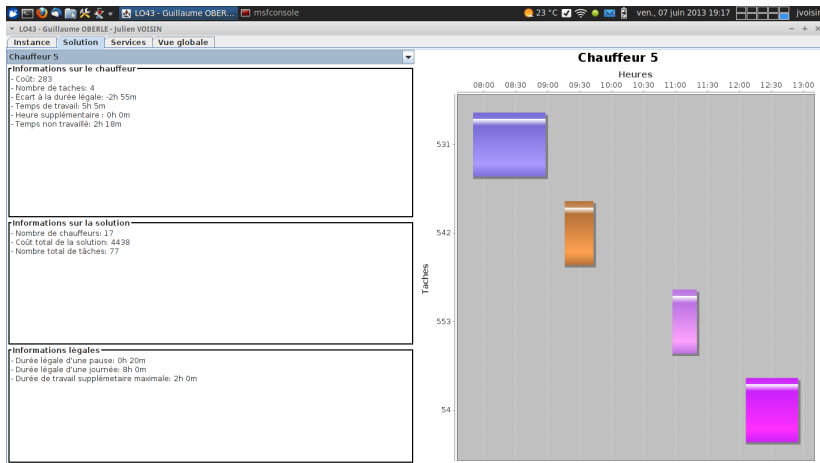 LO43 - Guillaume OBER... msfconsole 23 °C ven., 07 juin 2013 19:17 jvoisin
LO43 - Guillaume OBERLE - Julien VOISIN
Instance Solution Services Vue globale
Chauffeur 5
Informations sur le chauffeur
- Coût: 283
- Nombre de taches: 4
- Écart à la durée légale: -2h 55m
- Temps de travail: 5h 5m
- Heure supplémentaire : 0h 0m
- Temps non travaillé: 2h 18m
Informations sur la solution
- Nombre de chauffeurs: 17
- Coût total de la solution: 4438
- Nombre total de tâches: 77
Informations légales
- Durée légale d'une pause: 0h 20m
- Durée légale d'une journée: 8h 0m
- Durée de travail supplémetaire maximale: 2h 0m
Chauffeur 5
Heures
08:00 08:30 09:00 09:30 10:00 10:30 11:00 11:30 12:00 12:30 13:00
Taches
531
542
553
54